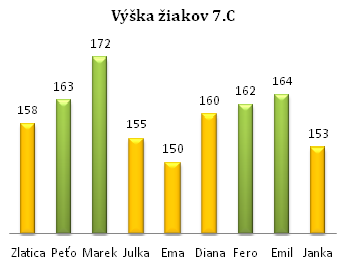 Výška žiakov 7.C
158 163 172 155 150 160 162 164 153
Zlatica Peťo Marek Julka Ema Diana Fero Emil Janka